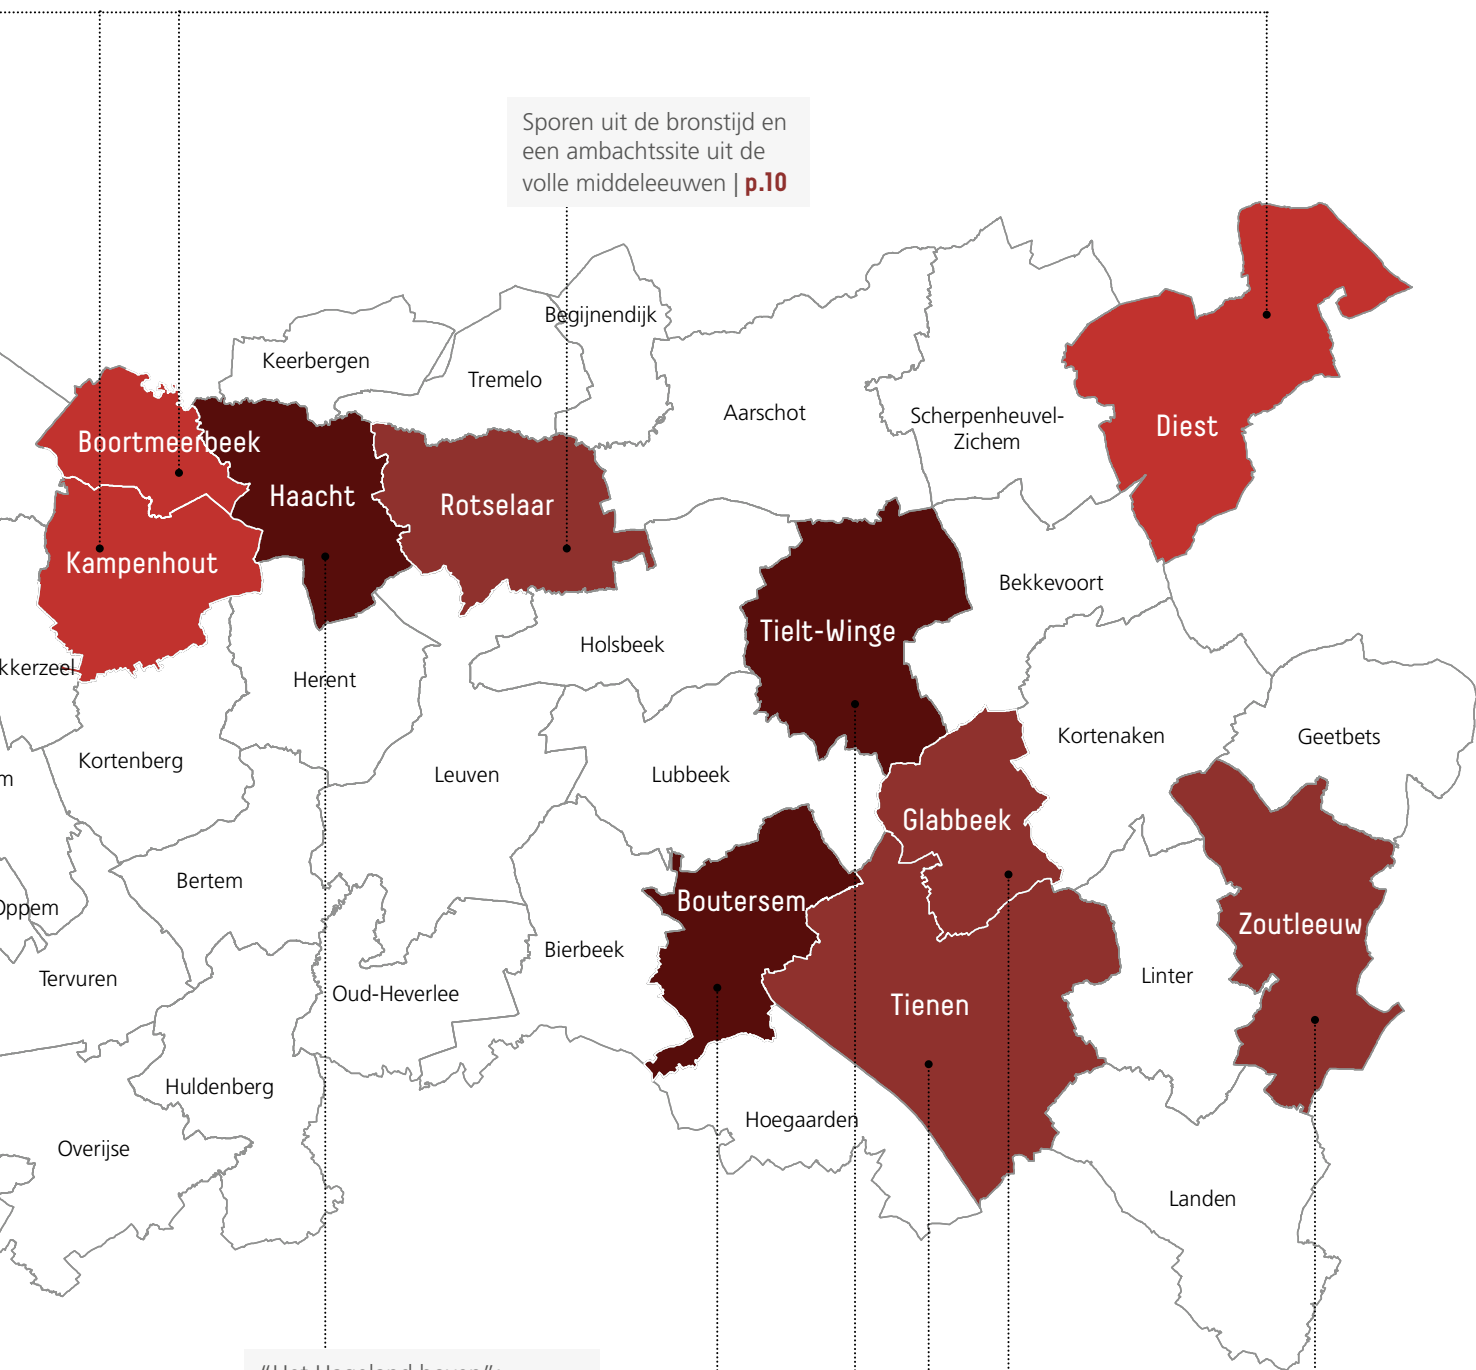 Sporen uit de bronstijd en
een ambachtssite uit de
volle middeleeuwen | p.10
Begijnendijk
Keerbergen
Tremelo
Aarschot
Scherpenheuvel-
Zichem
Diest
Boortmeerbeek
Haacht
Rotselaar
Kampenhout
Bekkevoort
Tielt-Winge
Holsbeek
kkerzeel
Herent
Kortenberg
Leuven
Lubbeek
Kortenaken
Geetbets
m
Glabbeek
Bertem
Boutersem
Oppem
Bierbeek
Zoutleeuw
Tervuren
Oud-Heverlee
Linter
Tienen
Huldenberg
Hoegaarden
Overijse
Landen